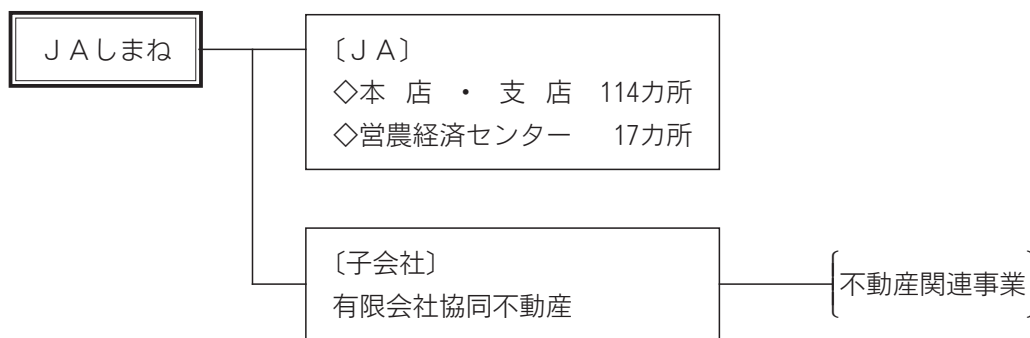 ＪＡしまね
〔ＪＡ〕
◇本店・支店 114カ所
◇営農経済センター 17カ所
〔子会社〕
有限会社協同不動産
不動産関連事業